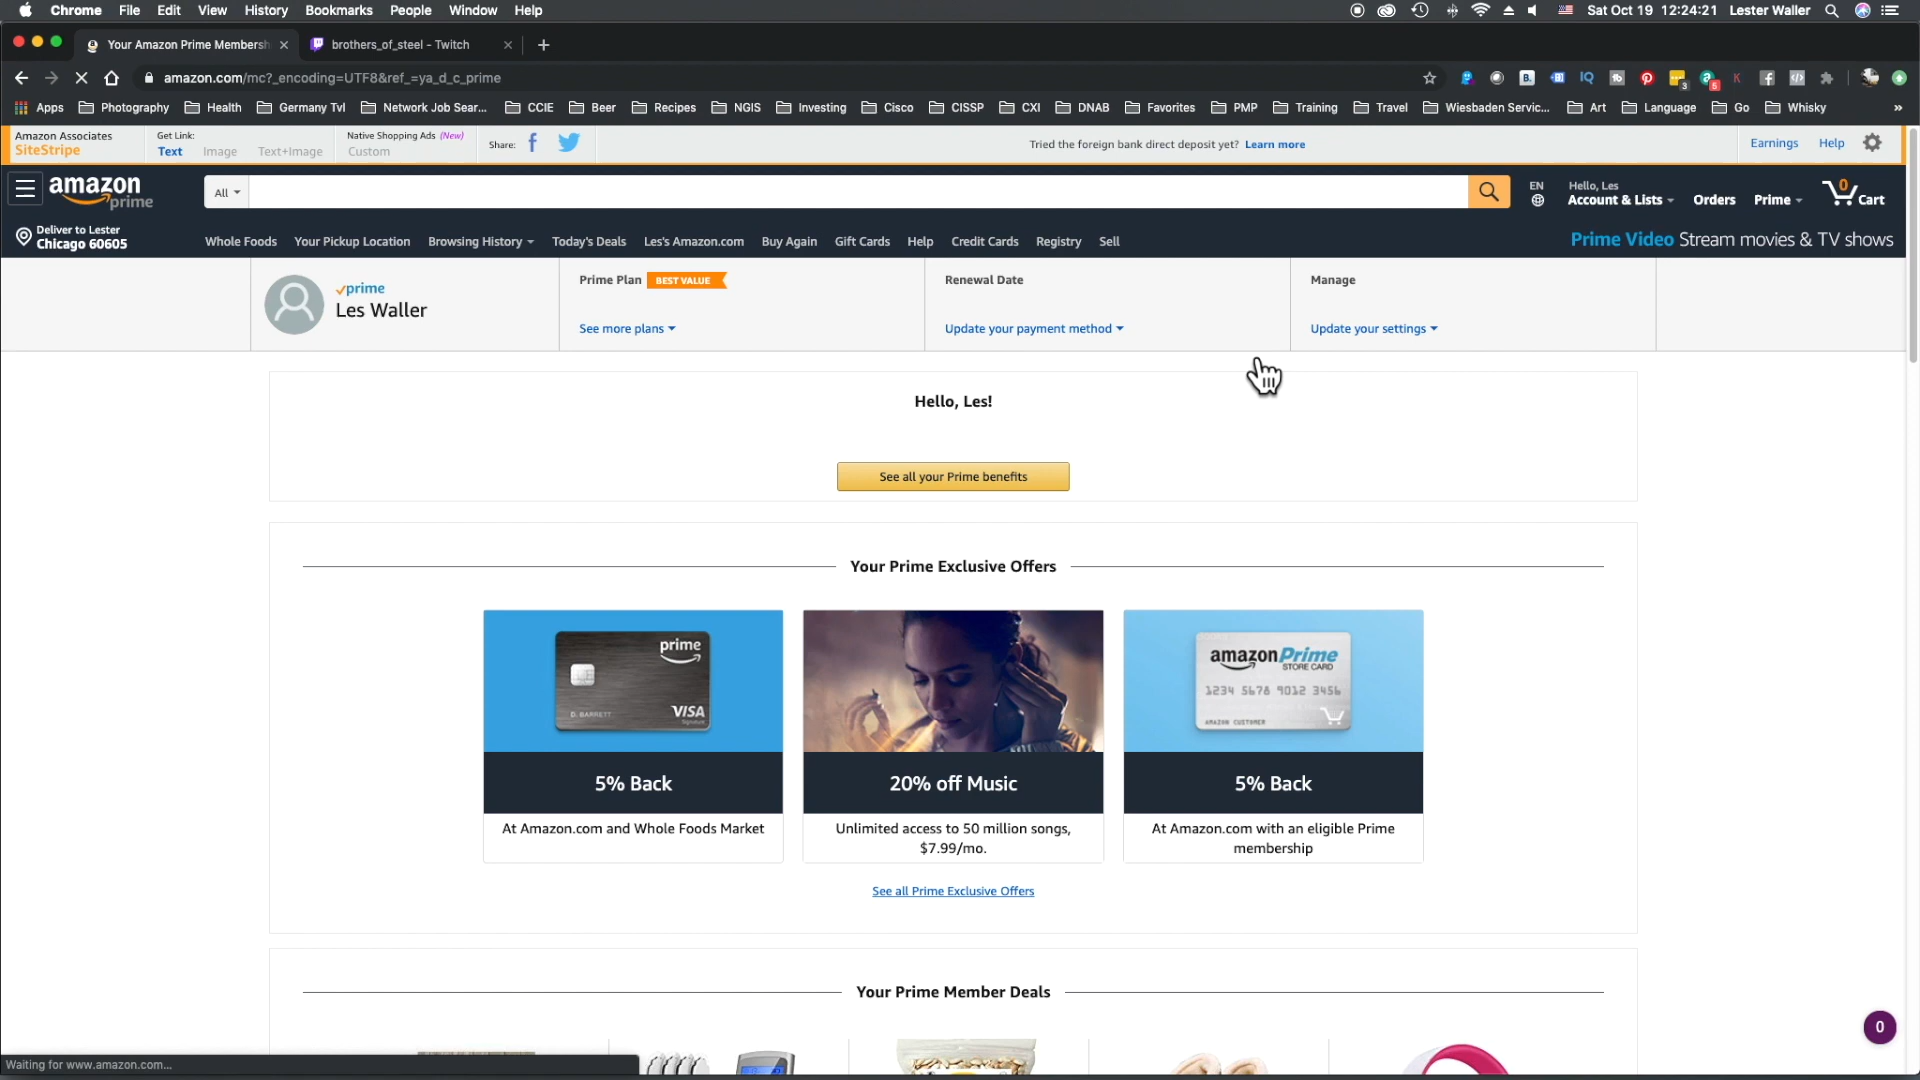 Chrome File Edit View History Bookmarks People Window Help
Sat Oct 19 12:24:21 Lester Waller
Your Amazon Prime Membersh
brothers_of_steel - Twitch
amazon.com/mc?_encoding=UTF8&ref_=ya_d_c_prime
Apps Photography Health Germany Tvl Network Job Sear... CCIE Beer Recipes NGIS Investing Cisco CISSP CXI DNAB Favorites PMP Training Travel Wiesbaden Servic... Art Language Go Whisky »
Amazon Associates
SiteStripe
Get Link:
Text Image Text+Image
Native Shopping Ads (New)
Custom
Share:
Tried the foreign bank direct deposit yet? Learn more
Earnings Help
amazon
prime
All
EN
Hello, Les
Account & Lists
Orders
Prime
0
Cart
Deliver to Lester
Chicago 60605
Whole Foods Your Pickup Location Browsing History Today's Deals Les's Amazon.com Buy Again Gift Cards Help Credit Cards Registry Sell
Prime Video Stream movies & TV shows
prime
Les Waller
Prime Plan BEST VALUE
See more plans
Renewal Date
Update your payment method
Manage
Update your settings
Hello, Les!
See all your Prime benefits
Your Prime Exclusive Offers
prime
D. BARRETT
VISA
Signature
5% Back
At Amazon.com and Whole Foods Market
20% off Music
Unlimited access to 50 million songs,
$7.99/mo.
amazonPrime
STORE CARD
1234 5678 9012 3456
AMAZON CUSTOMER
5% Back
At Amazon.com with an eligible Prime
membership
See all Prime Exclusive Offers
Your Prime Member Deals
0
Waiting for www.amazon.com...